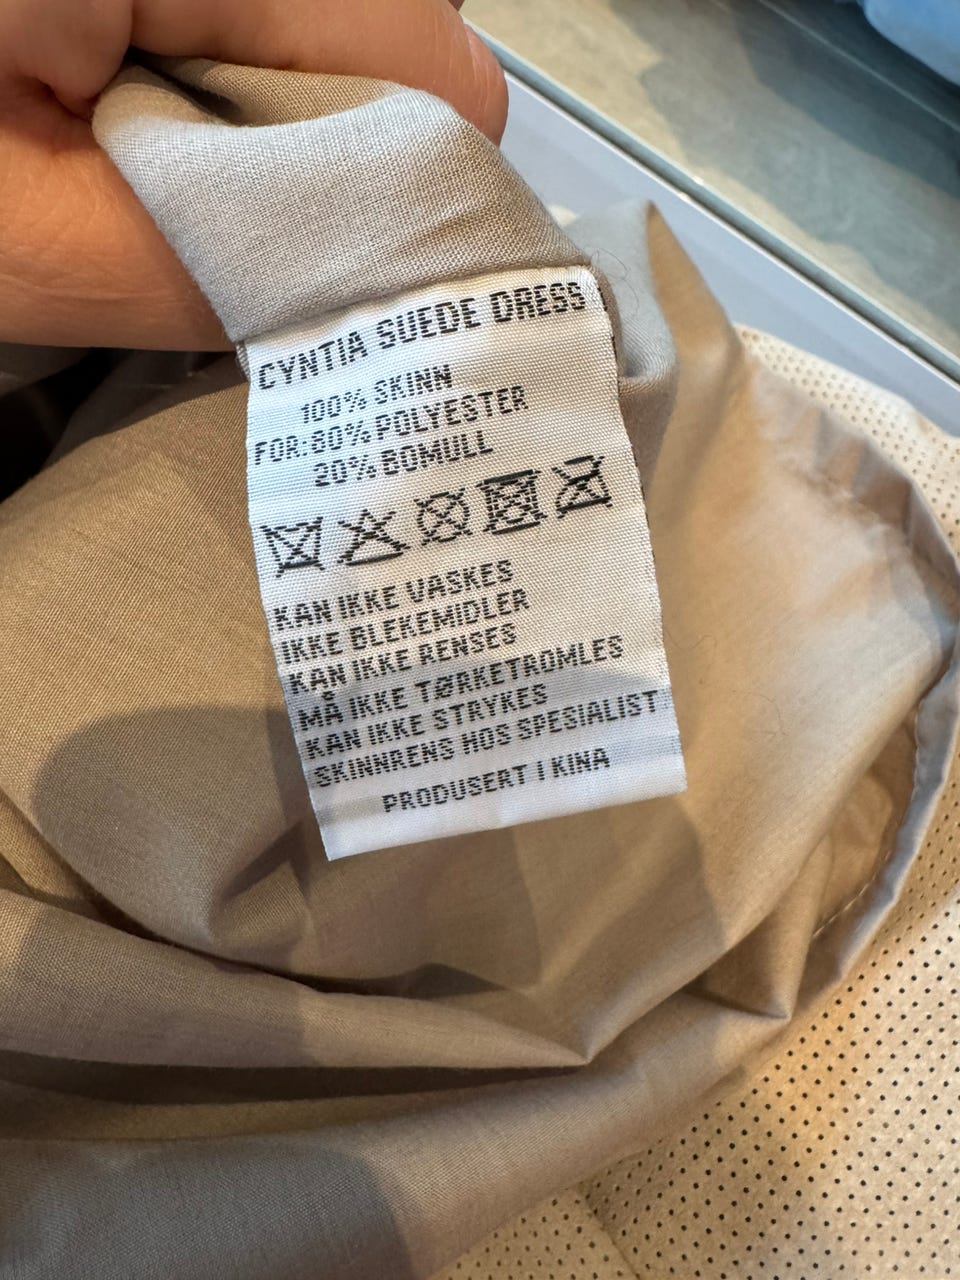 CYNTIA SUEDE DRESS
100% SKINN
FOR: 80% POLYESTER
20% BOMULL
KAN IKKE VASKES
IKKE BLEKEMIDLER
KAN IKKE RENSES
MÅ IKKE TØRKETROMLES
KAN IKKE STRYKES
SKINNRENS HOS SPESIALIST
PRODUSERT I KINA